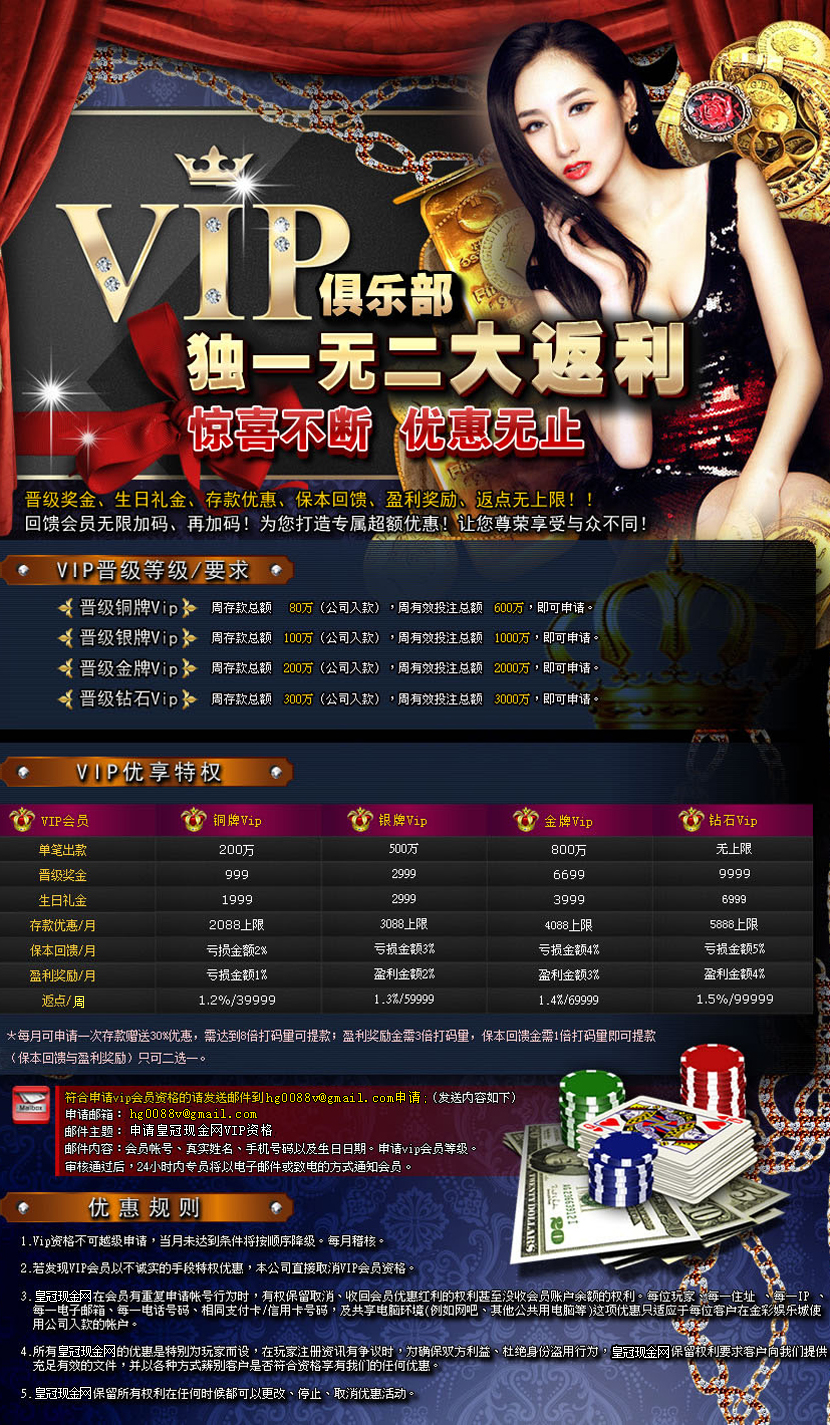 VIP俱乐部
独一无二大返利
惊喜不断 优惠无止
晋级奖金、生日礼金、存款优惠、保本回馈、盈利奖励、返点无上限！！
回馈会员无限加码、再加码！为您打造专属超额优惠！让您尊荣享受与众不同！
VIP晋级等级/要求
晋级铜牌Vip 周存款总额 80万（公司入款），周有效投注总额 600万，即可申请。
晋级银牌Vip 周存款总额 100万（公司入款），周有效投注总额 1000万，即可申请。
晋级金牌Vip 周存款总额 200万（公司入款），周有效投注总额 2000万，即可申请。
晋级钻石Vip 周存款总额 300万（公司入款），周有效投注总额 3000万，即可申请。
VIP优享特权
VIP会员 铜牌Vip 银牌Vip 金牌Vip 钻石Vip
单笔出款 200万 500万 800万 无上限
晋级奖金 999 2999 6699 9999
生日礼金 1999 2999 3999 6999
存款优惠/月 2088上限 3088上限 4088上限 5888上限
保本回馈/月 亏损金额2% 亏损金额3% 亏损金额4% 亏损金额5%
盈利奖励/月 亏损金额1% 盈利金额2% 盈利金额3% 盈利金额4%
返点/周 1.2%/39999 1.3%/59999 1.4%/69999 1.5%/99999
*每月可申请一次存款赠送30%优惠，需达到8倍打码量可提款；盈利奖励金需3倍打码量，保本回馈金需1倍打码量即可提款
（保本回馈与盈利奖励）只可二选一。
Mailbox
符合申请vip会员资格的请发送邮件到hg0088v@gmail.com申请;(发送内容如下)
申请邮箱：hg0088v@gmail.com
邮件主题：申请皇冠现金网VIP资格
邮件内容：会员帐号、真实姓名、手机号码以及生日日期。申请vip会员等级。
审核通过后，24小时内专员将以电子邮件或致电的方式通知会员。
优惠规则
1.Vip资格不可越级申请，当月未达到条件将按顺序降级。每月稽核。
2.若发现VIP会员以不诚实的手段特权优惠，本公司直接取消VIP会员资格。
3.皇冠现金网在会员有重复申请帐号行为时，有权保留取消、收回会员优惠红利的权利甚至没收会员账户余额的权利。每位玩家、每一住址 、每一IP 、
每一电子邮箱、每一电话号码、相同支付卡/信用卡号码，及共享电脑环境(例如网吧、其他公共用电脑等)这项优惠只适应于每位客户在金彩娱乐城使
用公司入款的帐户。
4.所有皇冠现金网的优惠是特别为玩家而设，在玩家注册资讯有争议时，为确保双方利益、杜绝身份盗用行为，皇冠现金网保留权利要求客户向我们提供
充足有效的文件，并以各种方式辨别客户是否符合资格享有我们的任何优惠。
5.皇冠现金网保留所有权利在任何时候都可以更改、停止、取消优惠活动。